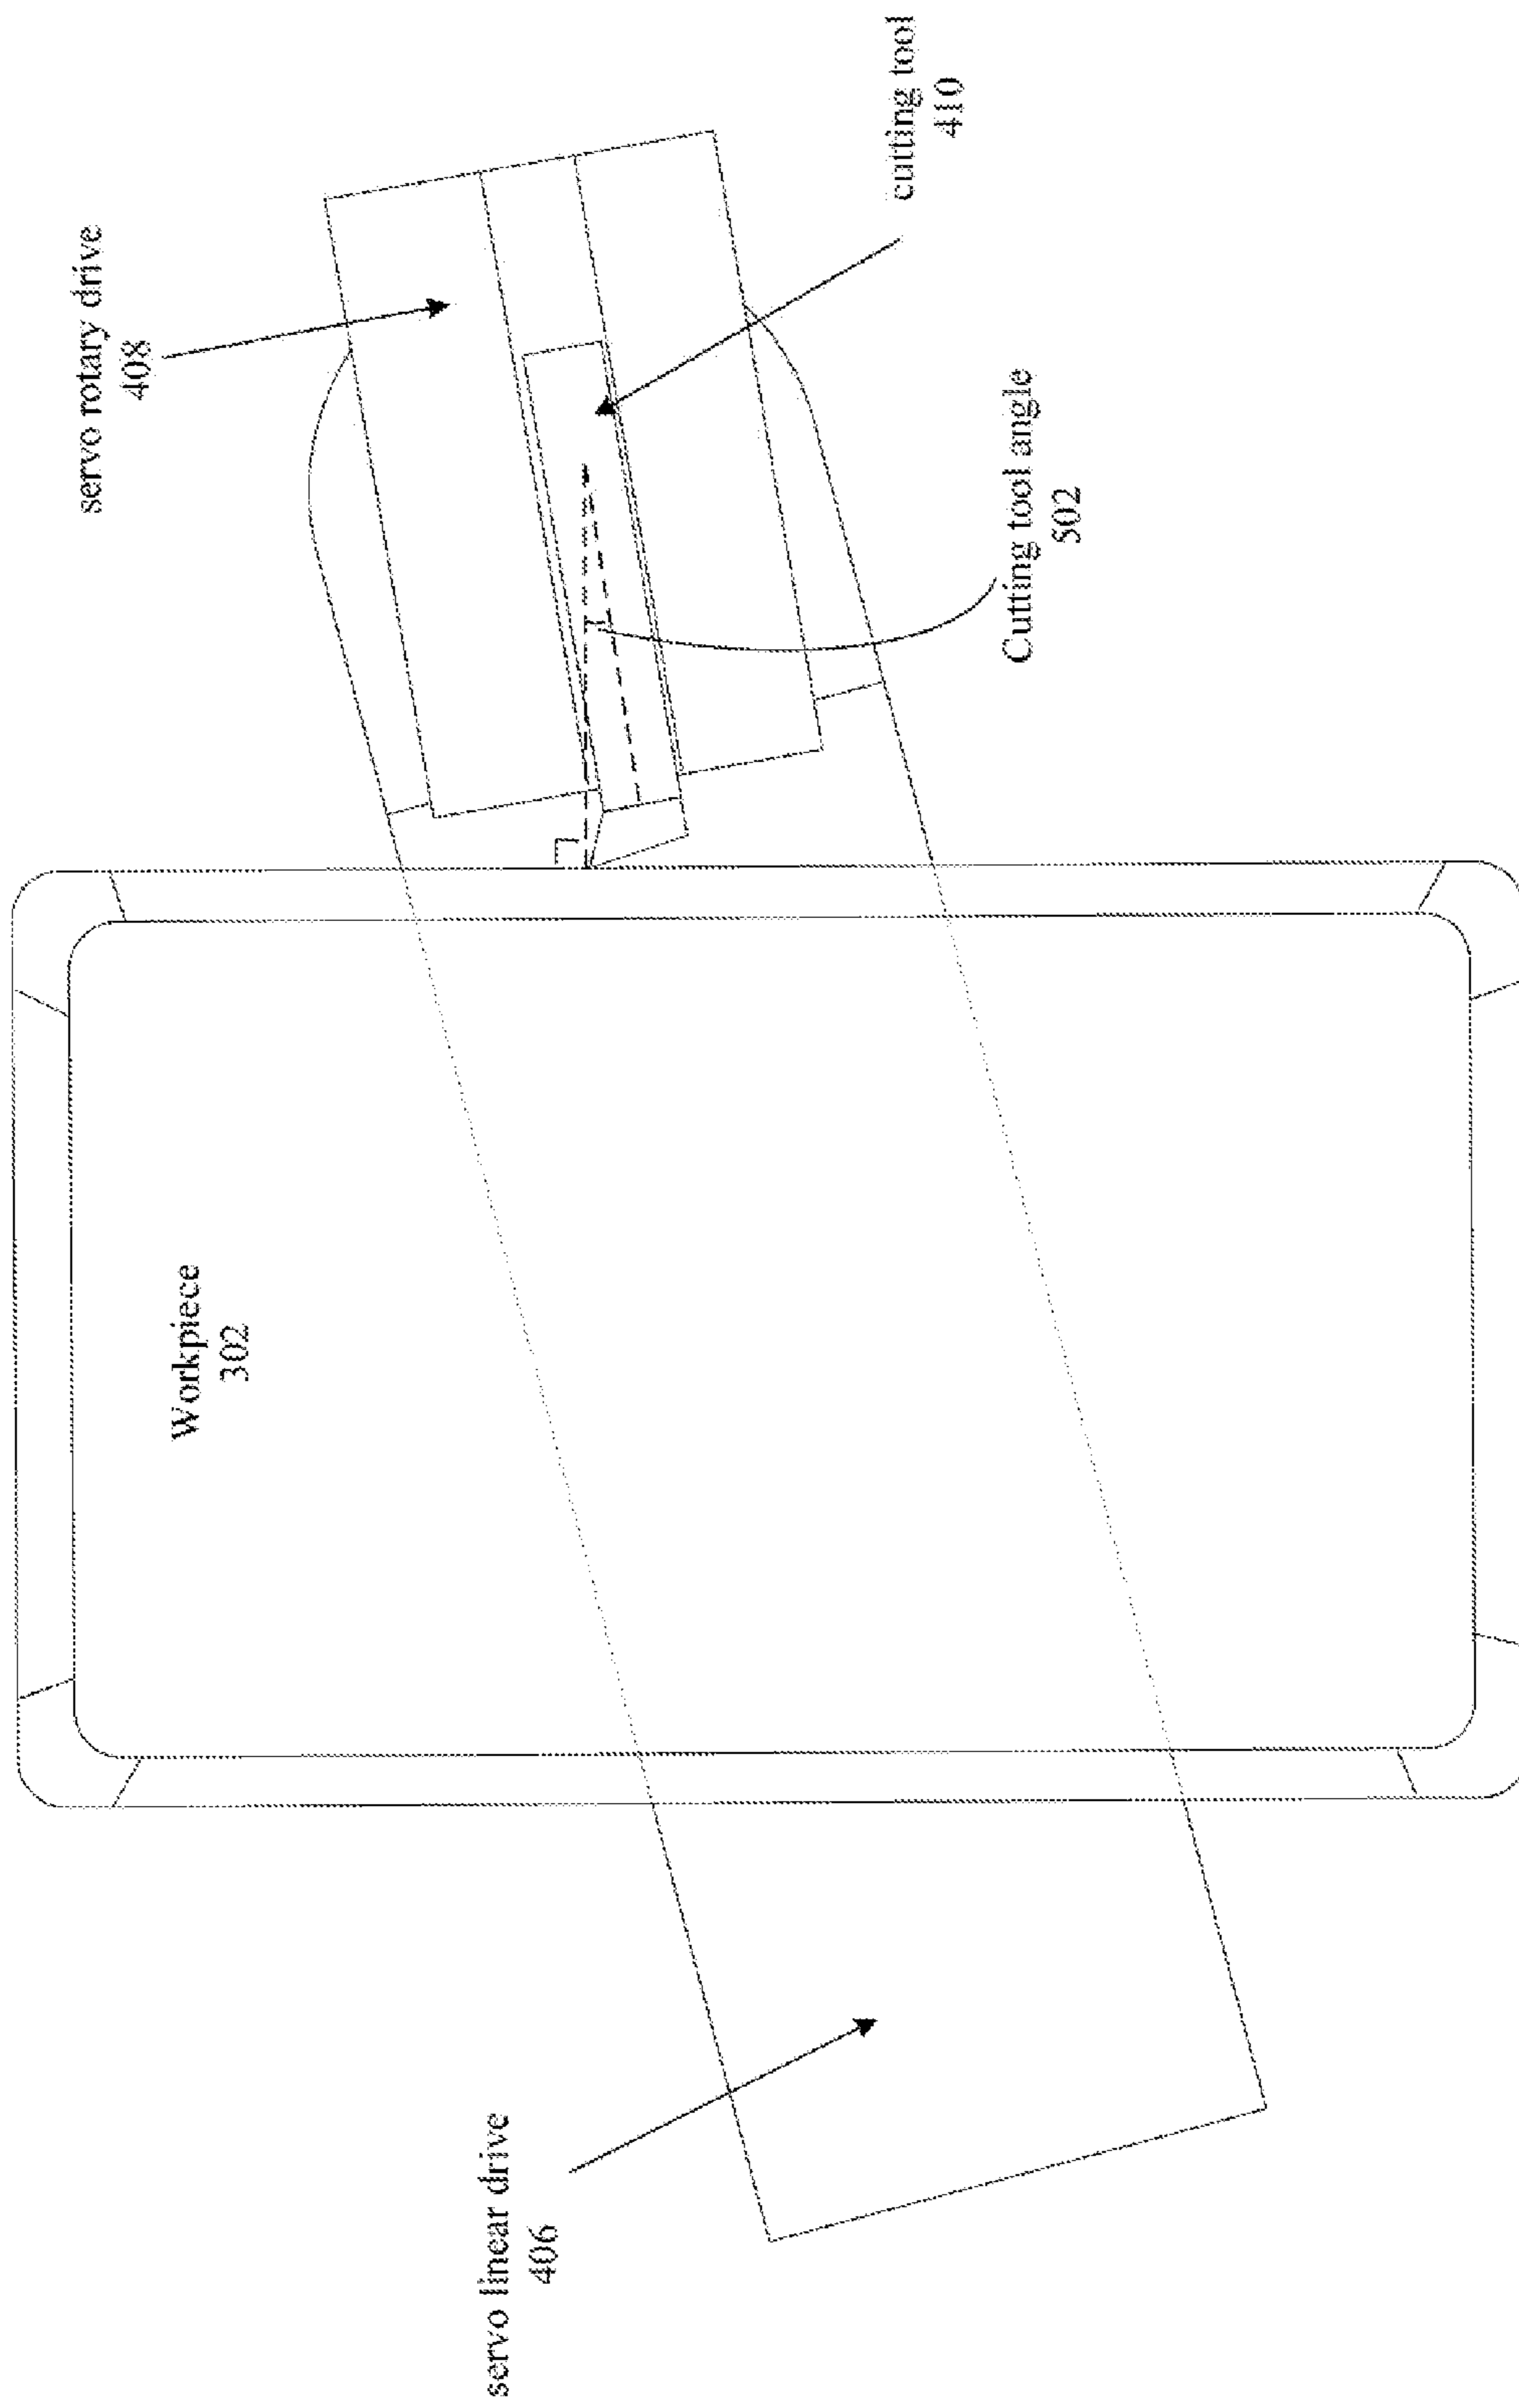 servo rotary drive
408
cutting tool
410
Cutting tool angle
502
Workpiece
302
servo linear drive
406